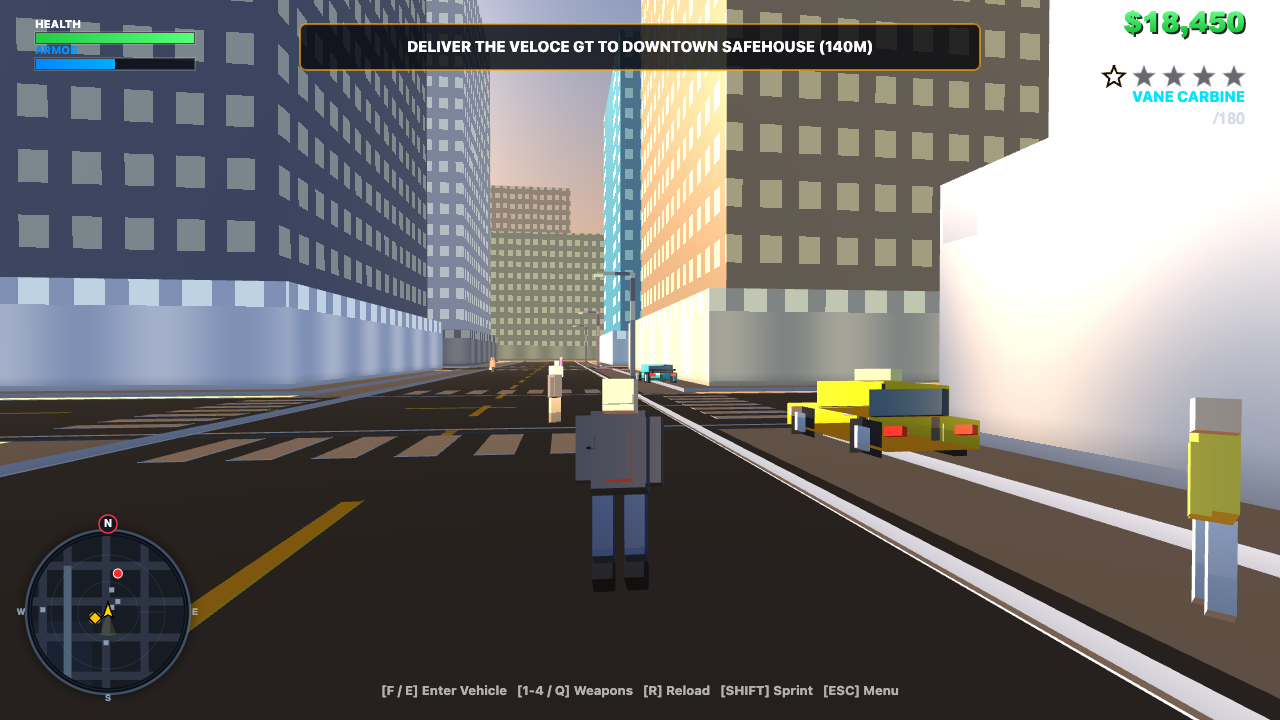 HEALTH
ARMOR
DELIVER THE VELOCE GT TO DOWNTOWN SAFEHOUSE (140M)
$18,450
VANE CARBINE
/180
N
W
E
S
[F / E] Enter Vehicle [1-4 / Q] Weapons [R] Reload [SHIFT] Sprint [ESC] Menu